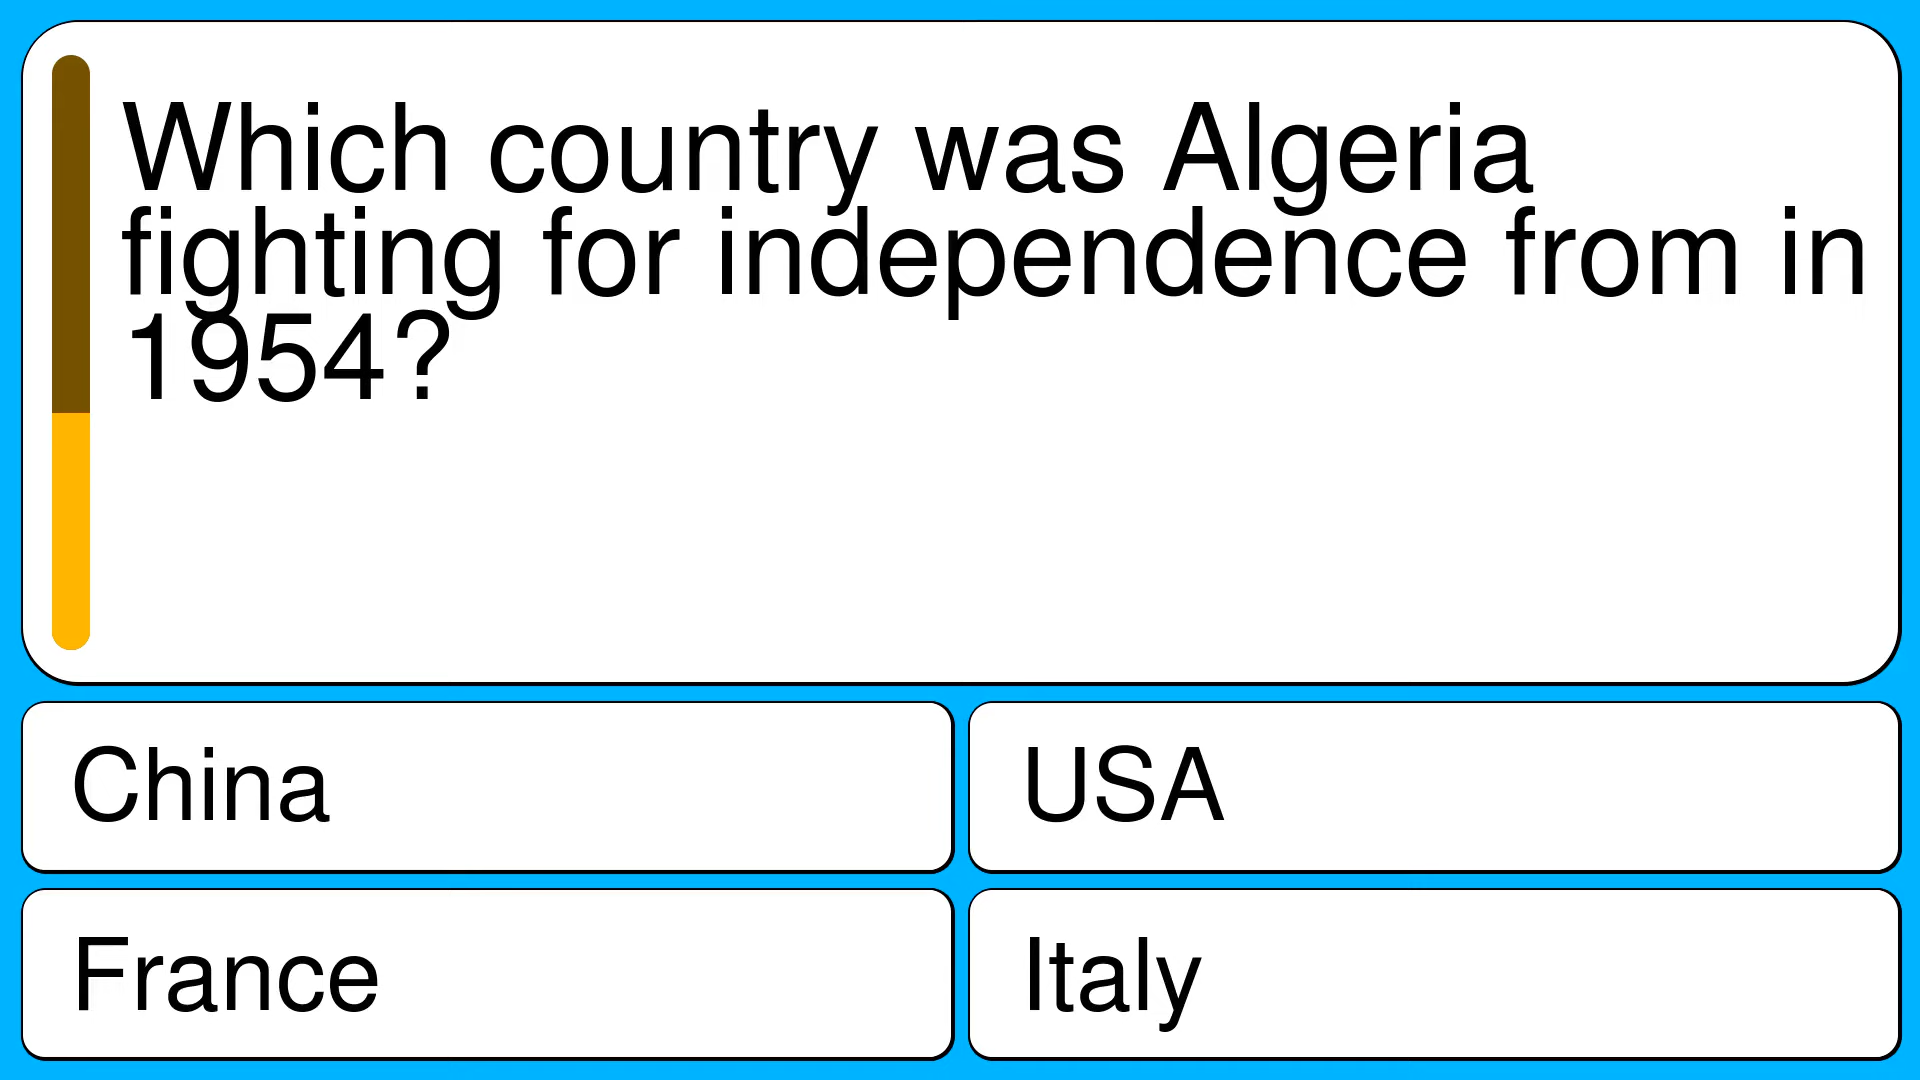 Which country was Algeria
fighting for independence from in
1954?
China
USA
France
Italy